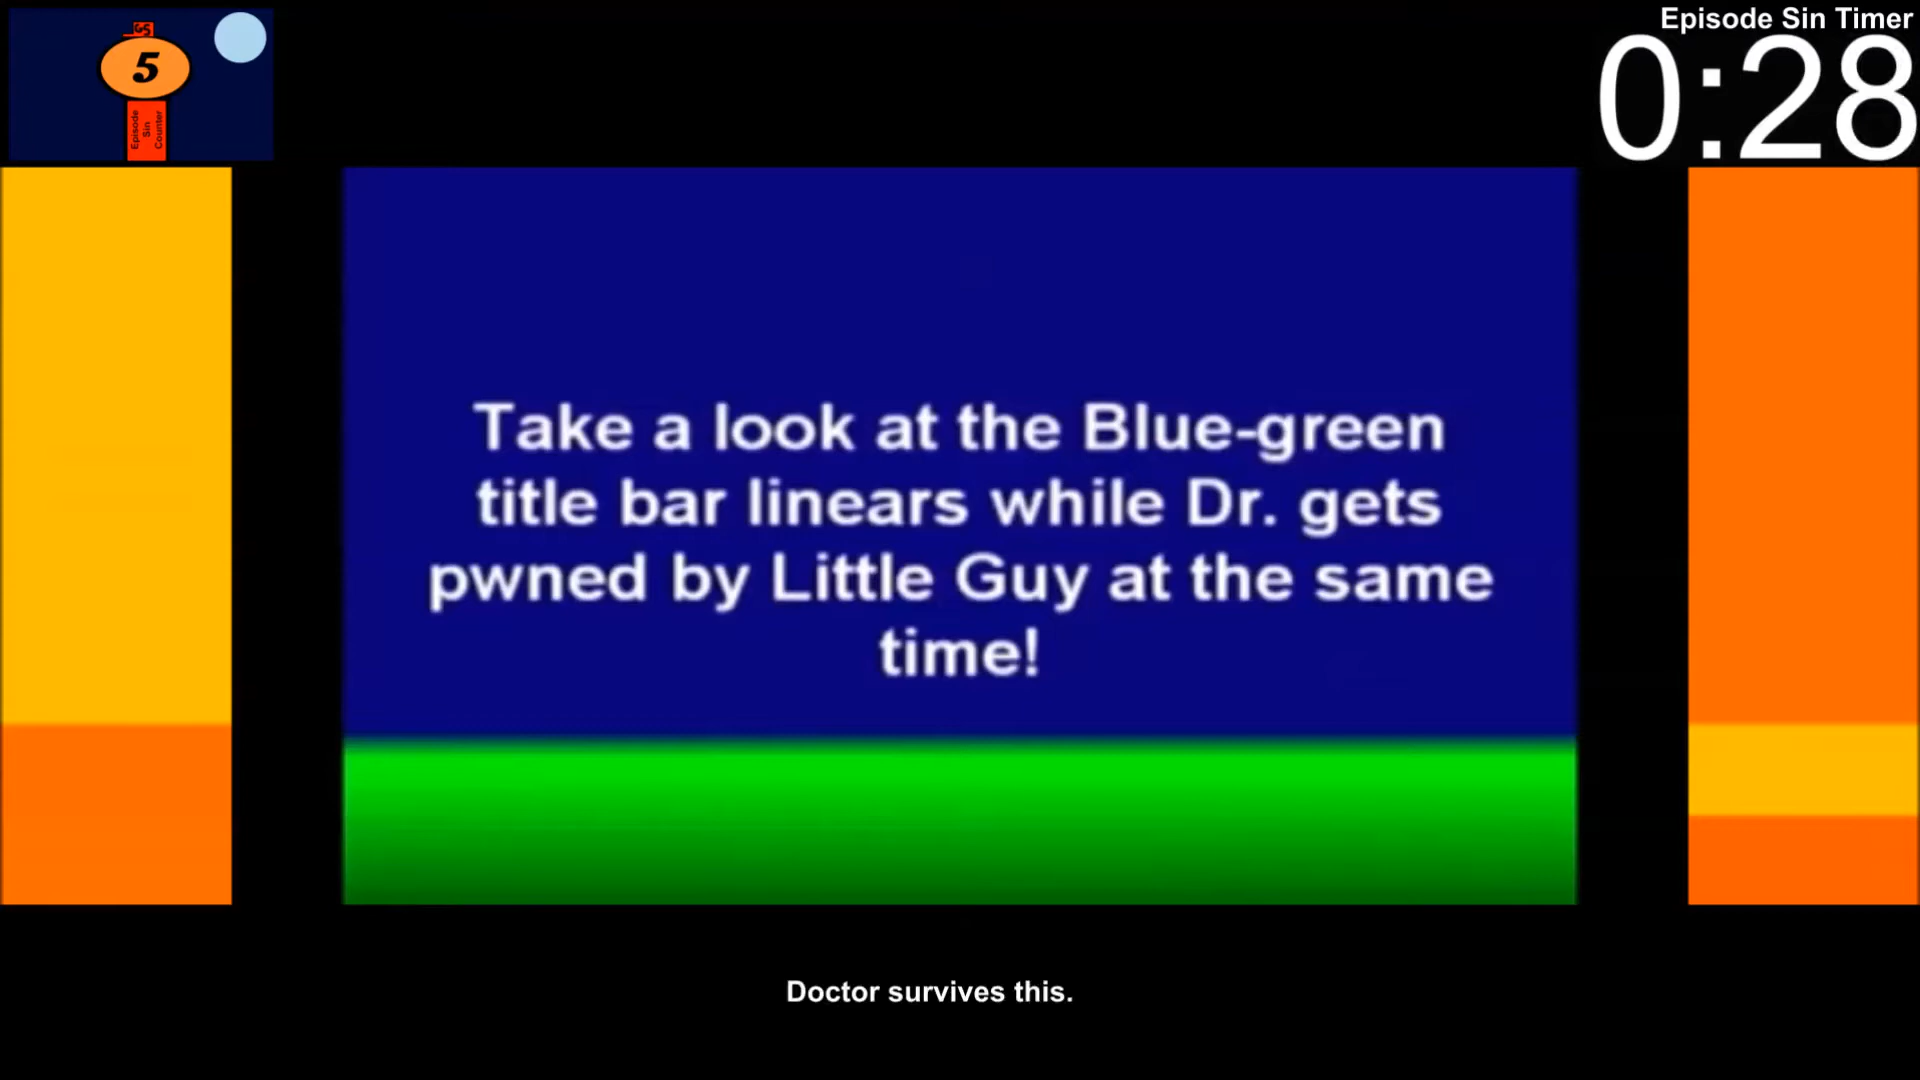 Episode Sin Timer
0:28
5
Episode
Sin
Counter
Take a look at the Blue-green
title bar linears while Dr. gets
pwned by Little Guy at the same
time!
Doctor survives this.